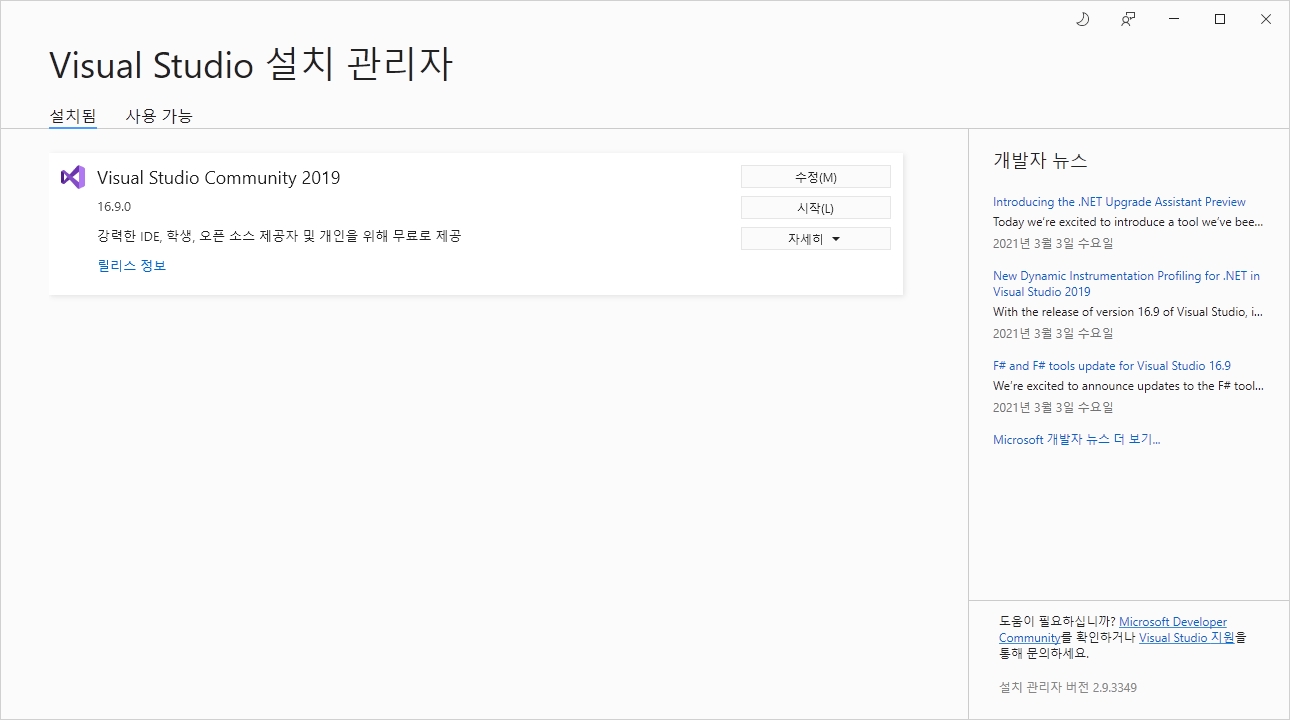 Visual Studio 설치 관리자
설치됨
사용 가능
Visual Studio Community 2019
16.9.0
강력한 IDE, 학생, 오픈 소스 제공자 및 개인을 위해 무료로 제공
릴리스 정보
수정(M)
시작(L)
자세히
개발자 뉴스
Introducing the .NET Upgrade Assistant Preview
Today we're excited to introduce a tool we've bee...
2021년 3월 3일 수요일
New Dynamic Instrumentation Profiling for .NET in
Visual Studio 2019
With the release of version 16.9 of Visual Studio, i...
2021년 3월 3일 수요일
F# and F# tools update for Visual Studio 16.9
We're excited to announce updates to the F# tool...
2021년 3월 3일 수요일
Microsoft 개발자 뉴스 더 보기...
도움이 필요하십니까? Microsoft Developer
Community를 확인하거나 Visual Studio 지원을
통해 문의하세요.
설치 관리자 버전 2.9.3349